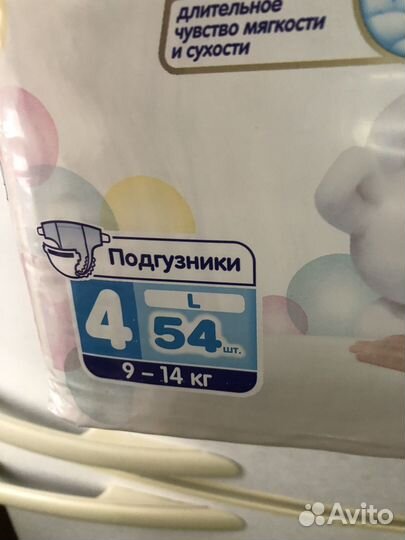 длительное
чувство мягкости
и сухости
Подгузники
4
L
54 шт.
9 – 14 кг
Avito